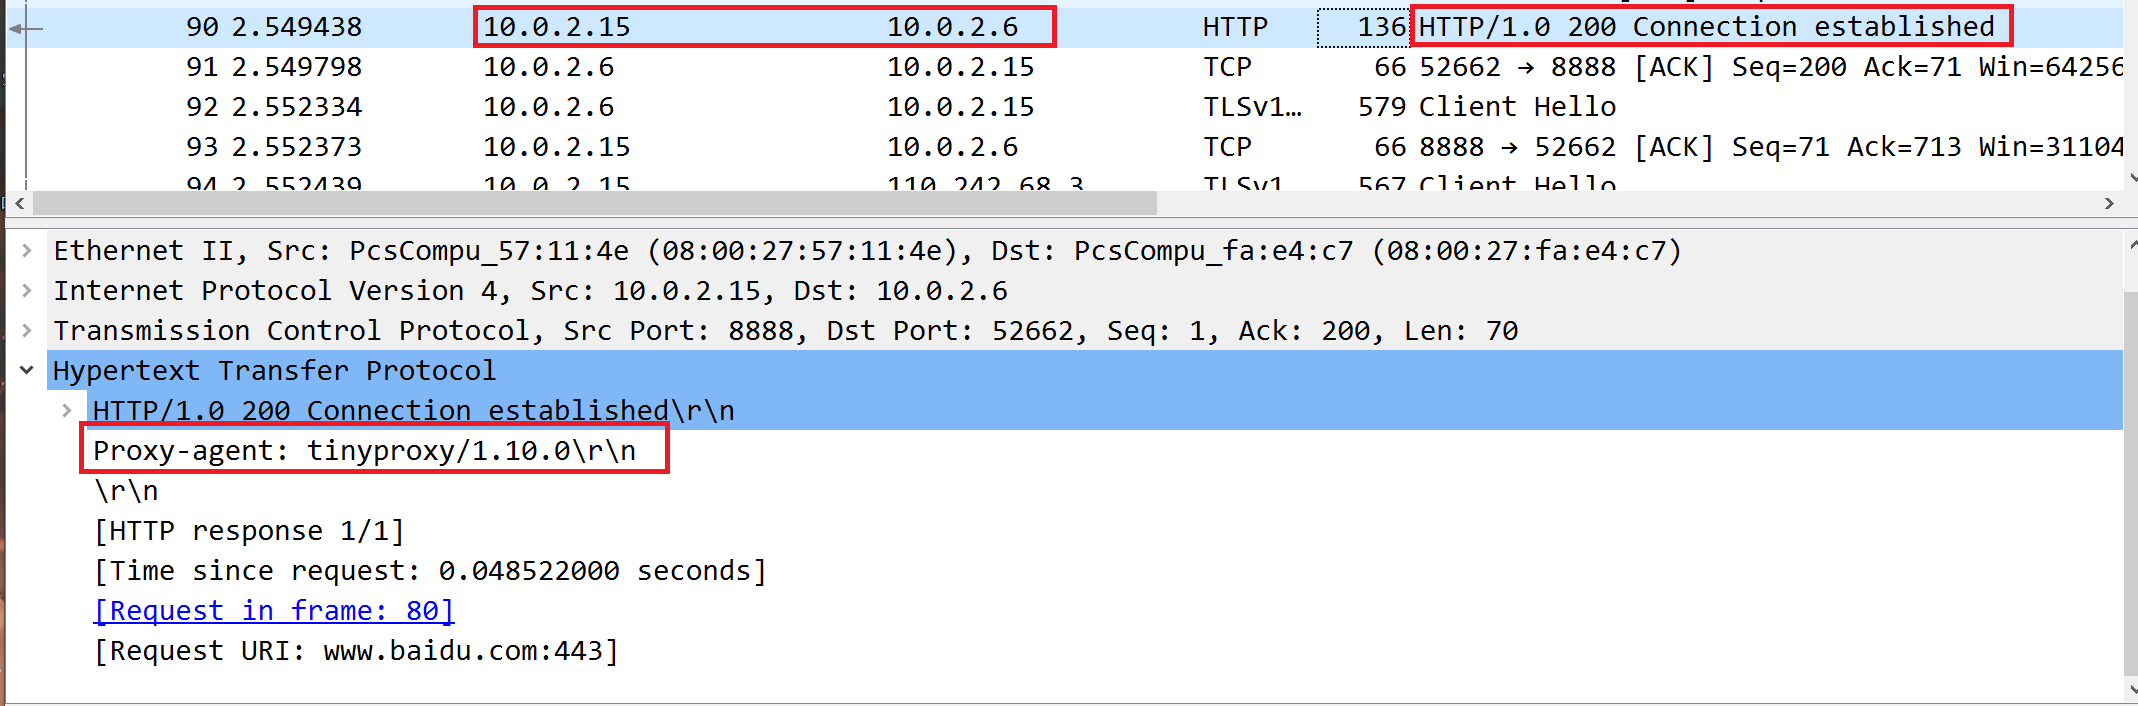 90 2.549438 10.0.2.15 10.0.2.6 HTTP 136 HTTP/1.0 200 Connection established
91 2.549798 10.0.2.6 10.0.2.15 TCP 66 52662 → 8888 [ACK] Seq=200 Ack=71 Win=64256
92 2.552334 10.0.2.6 10.0.2.15 TLSv1… 579 Client Hello
93 2.552373 10.0.2.15 10.0.2.6 TCP 66 8888 → 52662 [ACK] Seq=71 Ack=713 Win=31104
94 2.552439 10.0.2.15 110.242.68.3 TLSv1 567 Client Hello
Ethernet II, Src: PcsCompu_57:11:4e (08:00:27:57:11:4e), Dst: PcsCompu_fa:e4:c7 (08:00:27:fa:e4:c7)
Internet Protocol Version 4, Src: 10.0.2.15, Dst: 10.0.2.6
Transmission Control Protocol, Src Port: 8888, Dst Port: 52662, Seq: 1, Ack: 200, Len: 70
Hypertext Transfer Protocol
HTTP/1.0 200 Connection established\r\n
Proxy-agent: tinyproxy/1.10.0\r\n
\r\n
[HTTP response 1/1]
[Time since request: 0.048522000 seconds]
[Request in frame: 80]
[Request URI: www.baidu.com:443]